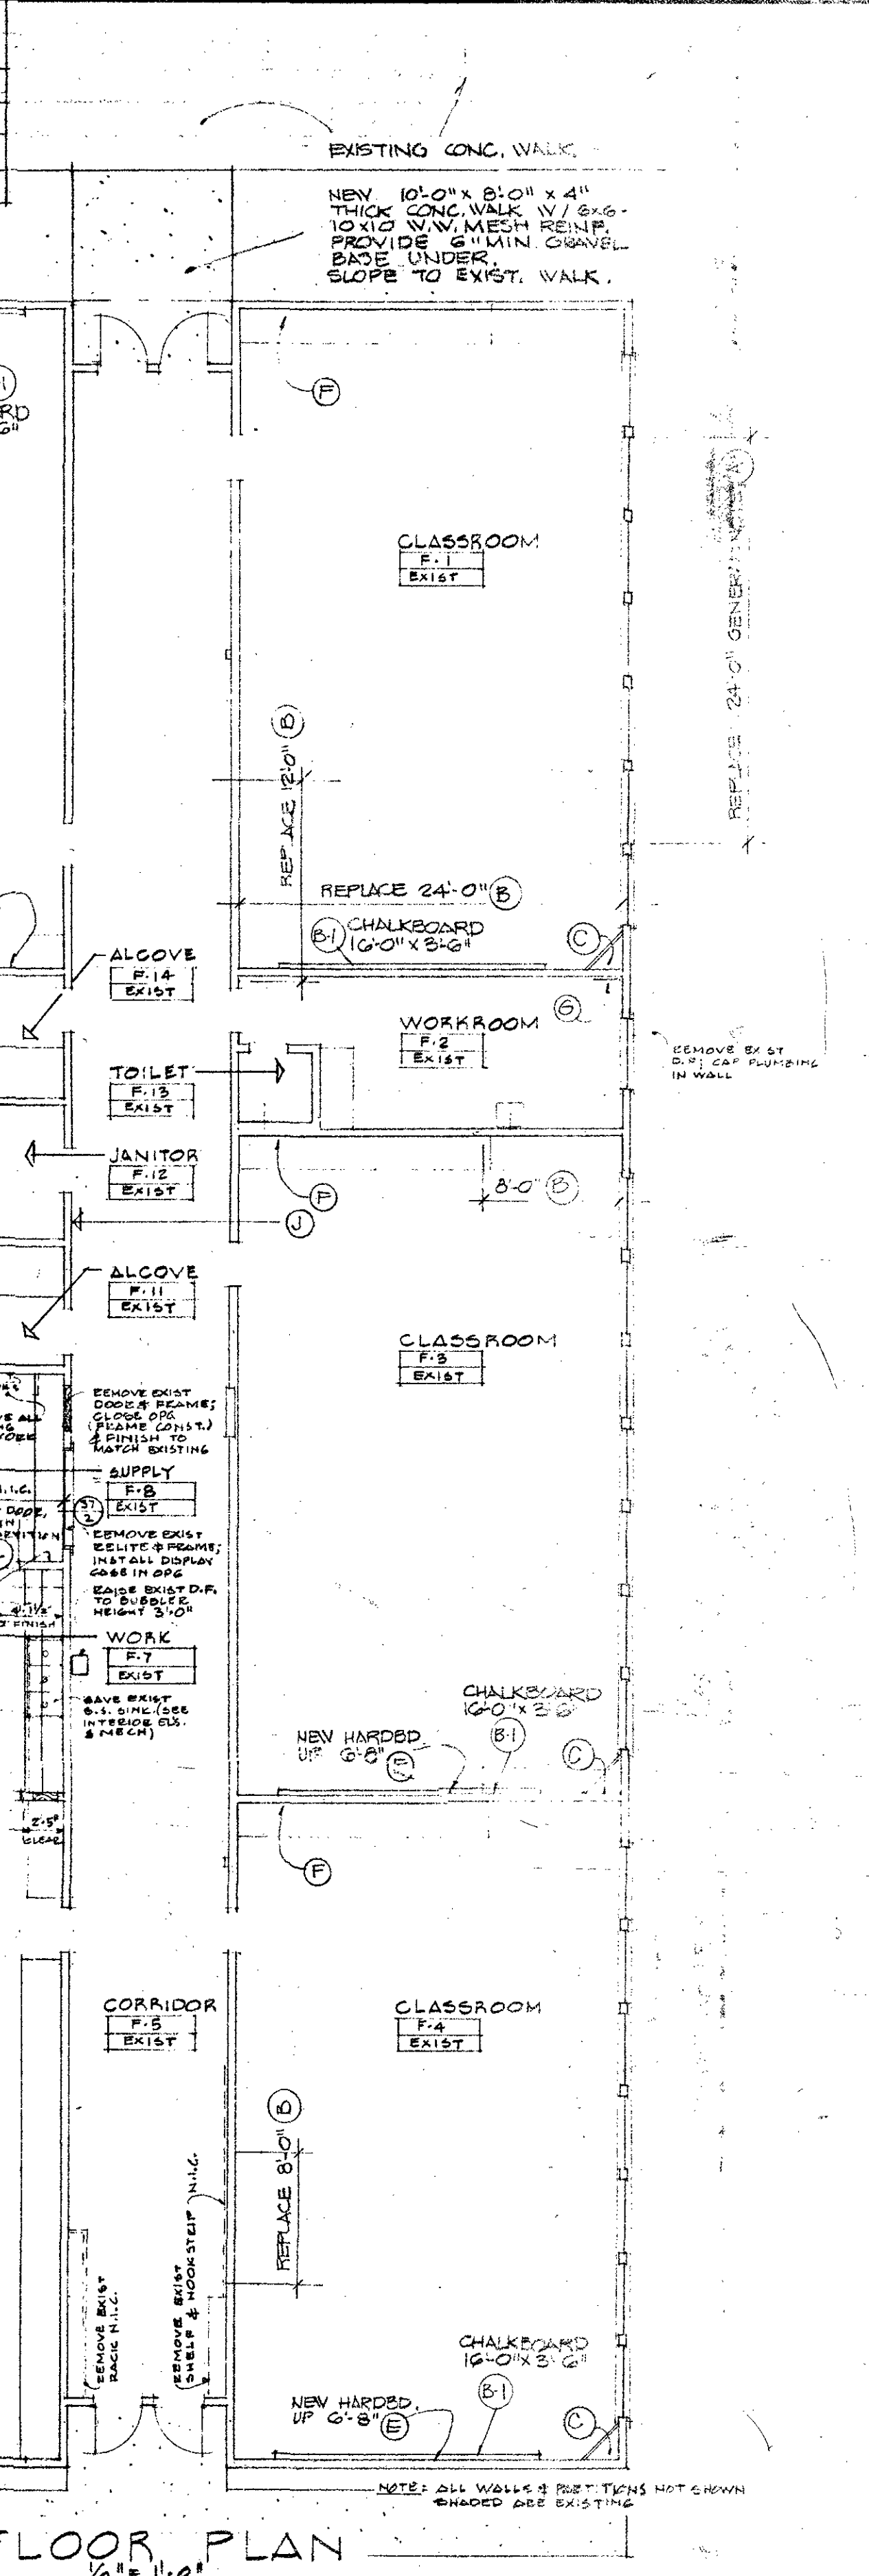 EXISTING CONC. WALK.
NEW 10'-0" X 8'-0" X 4"
THICK CONC. WALK W/ 6x6-
10x10 W.W. MESH REINF.
PROVIDE 6" MIN. GRAVEL
BASE UNDER.
SLOPE TO EXIST. WALK.
F
6"
CLASSROOM
F-1
EXIST
A
REPLACE 24'-0"
REPLACE 12'-0" B
REPLACE 24'-0" B
B-1 CHALKBOARD
16'-0" X 3'-6"
C
ALCOVE
F-14
EXIST
WORKROOM
F-2
EXIST
G
REMOVE EXIST
D.F.; CAP PLUMBING
IN WALL
TOILET
F-13
EXIST
JANITOR
F-12
EXIST
F
8'-0" B
J
ALCOVE
F-11
EXIST
CLASSROOM
F-3
EXIST
REMOVE EXIST
DOOR & FRAME;
CLOSE OPG
(FRAME CONST.)
& FINISH TO
MATCH EXISTING
SUPPLY
F-8
EXIST
REMOVE EXIST
RELITE & FRAME;
INSTALL DISPLAY
CASE IN OPG
RAISE EXIST D.F.
TO BUBBLER
HEIGHT 3'-0"
4'-1½"
FINISH
WORK
F-7
EXIST
SAVE EXIST
S.S. SINK (SEE
INTERIOR ELS.
& MECH)
CHALKBOARD
16'-0" X 3'-6"
B-1
NEW HARDBD.
UP 6'-8" E
C
2'-5"
CLEAR
F
CORRIDOR
F-5
EXIST
CLASSROOM
F-4
EXIST
REPLACE 8'-0" B
REMOVE EXIST
RACK N.I.C.
REMOVE EXIST
SHELF & HOOKSTRIP N.I.C.
CHALKBOARD
16'-0" X 3'-6"
B-1
NEW HARDBD.
UP 6'-8" E
C
NOTE: ALL WALLS & PARTITIONS NOT SHOWN
SHADED ARE EXISTING
FLOOR PLAN